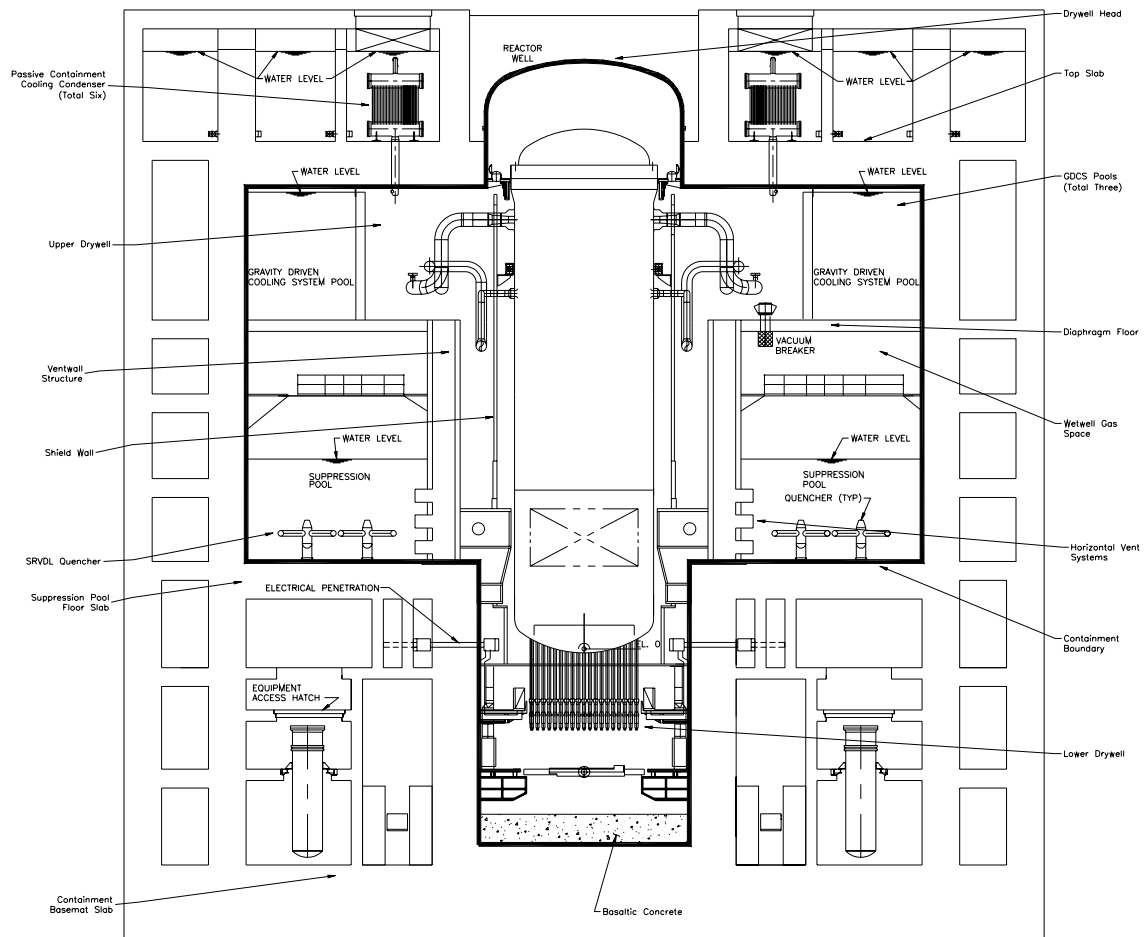 Drywell Head
REACTOR
WELL
Passive Containment
Cooling Condenser
(Total Six)
WATER LEVEL
WATER LEVEL
Top Slab
WATER LEVEL
WATER LEVEL
GDCS Pools
(Total Three)
Upper Drywell
GRAVITY DRIVEN
COOLING SYSTEM POOL
GRAVITY DRIVEN
COOLING SYSTEM POOL
Diaphragm Floor
VACUUM
BREAKER
Ventwall
Structure
Wetwell Gas
Space
Shield Wall
WATER LEVEL
WATER LEVEL
SUPPRESSION
POOL
SUPPRESSION
POOL
QUENCHER (TYP)
SRVDL Quencher
Horizontal Vent
Systems
Suppression Pool
Floor Slab
ELECTRICAL PENETRATION
EL. 0
Containment
Boundary
EQUIPMENT
ACCESS HATCH
Lower Drywell
Containment
Basemat Slab
Basaltic Concrete